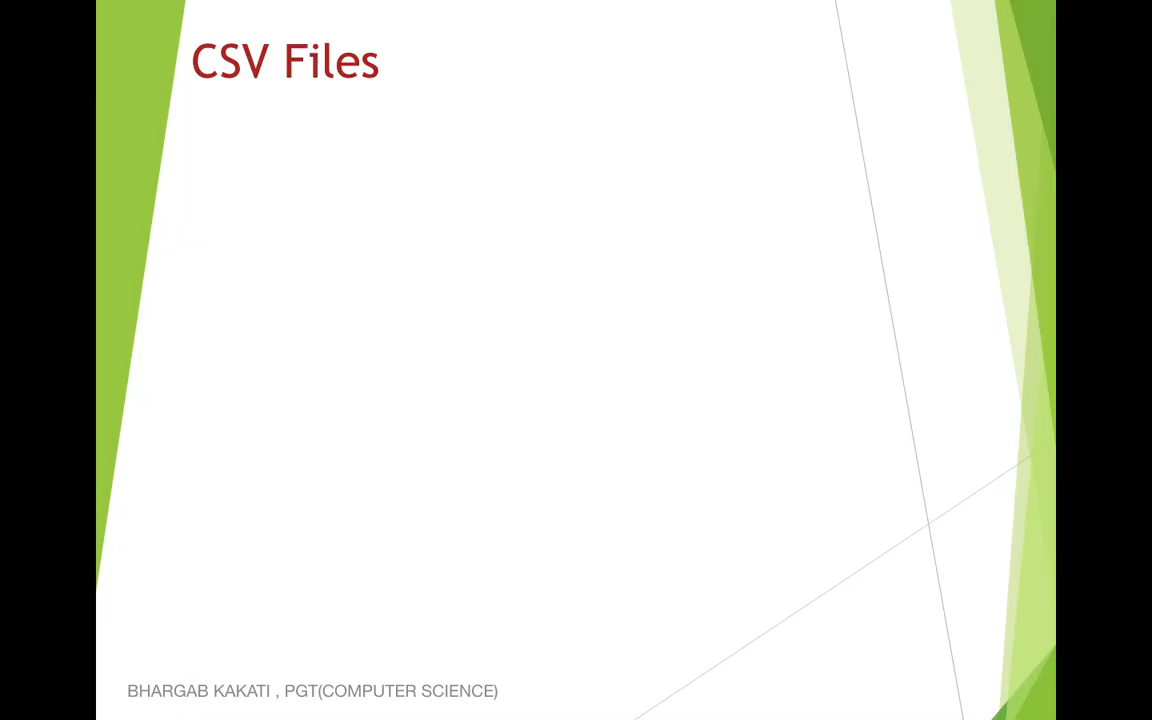 CSV Files
BHARGAB KAKATI , PGT(COMPUTER SCIENCE)